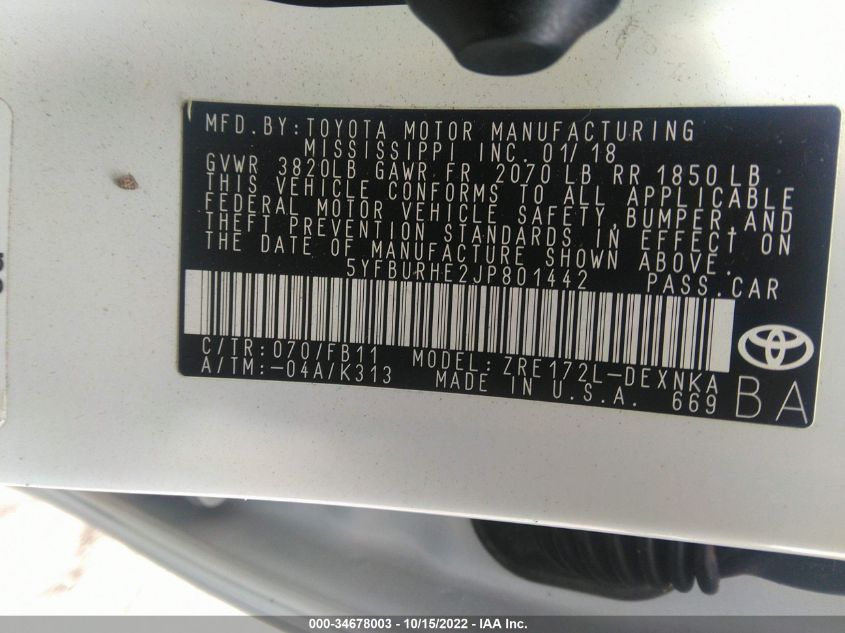 MFD.BY:TOYOTA MOTOR MANUFACTURING
MISSISSIPPI INC. 01/18
GVWR 3820LB GAWR FR 2070 LB RR 1850 LB
THIS VEHICLE CONFORMS TO ALL APPLICABLE
FEDERAL MOTOR VEHICLE SAFETY, BUMPER, AND
THEFT PREVENTION STANDARDS IN EFFECT ON
THE DATE OF MANUFACTURE SHOWN ABOVE.
5YFBURHE2JP801442 PASS.CAR
C/TR:070/FB11 MODEL:ZRE172L-DEXNKA
A/TM:-04A/K313 MADE IN U.S.A. 669
BA
000-34678003 - 10/15/2022 - IAA Inc.